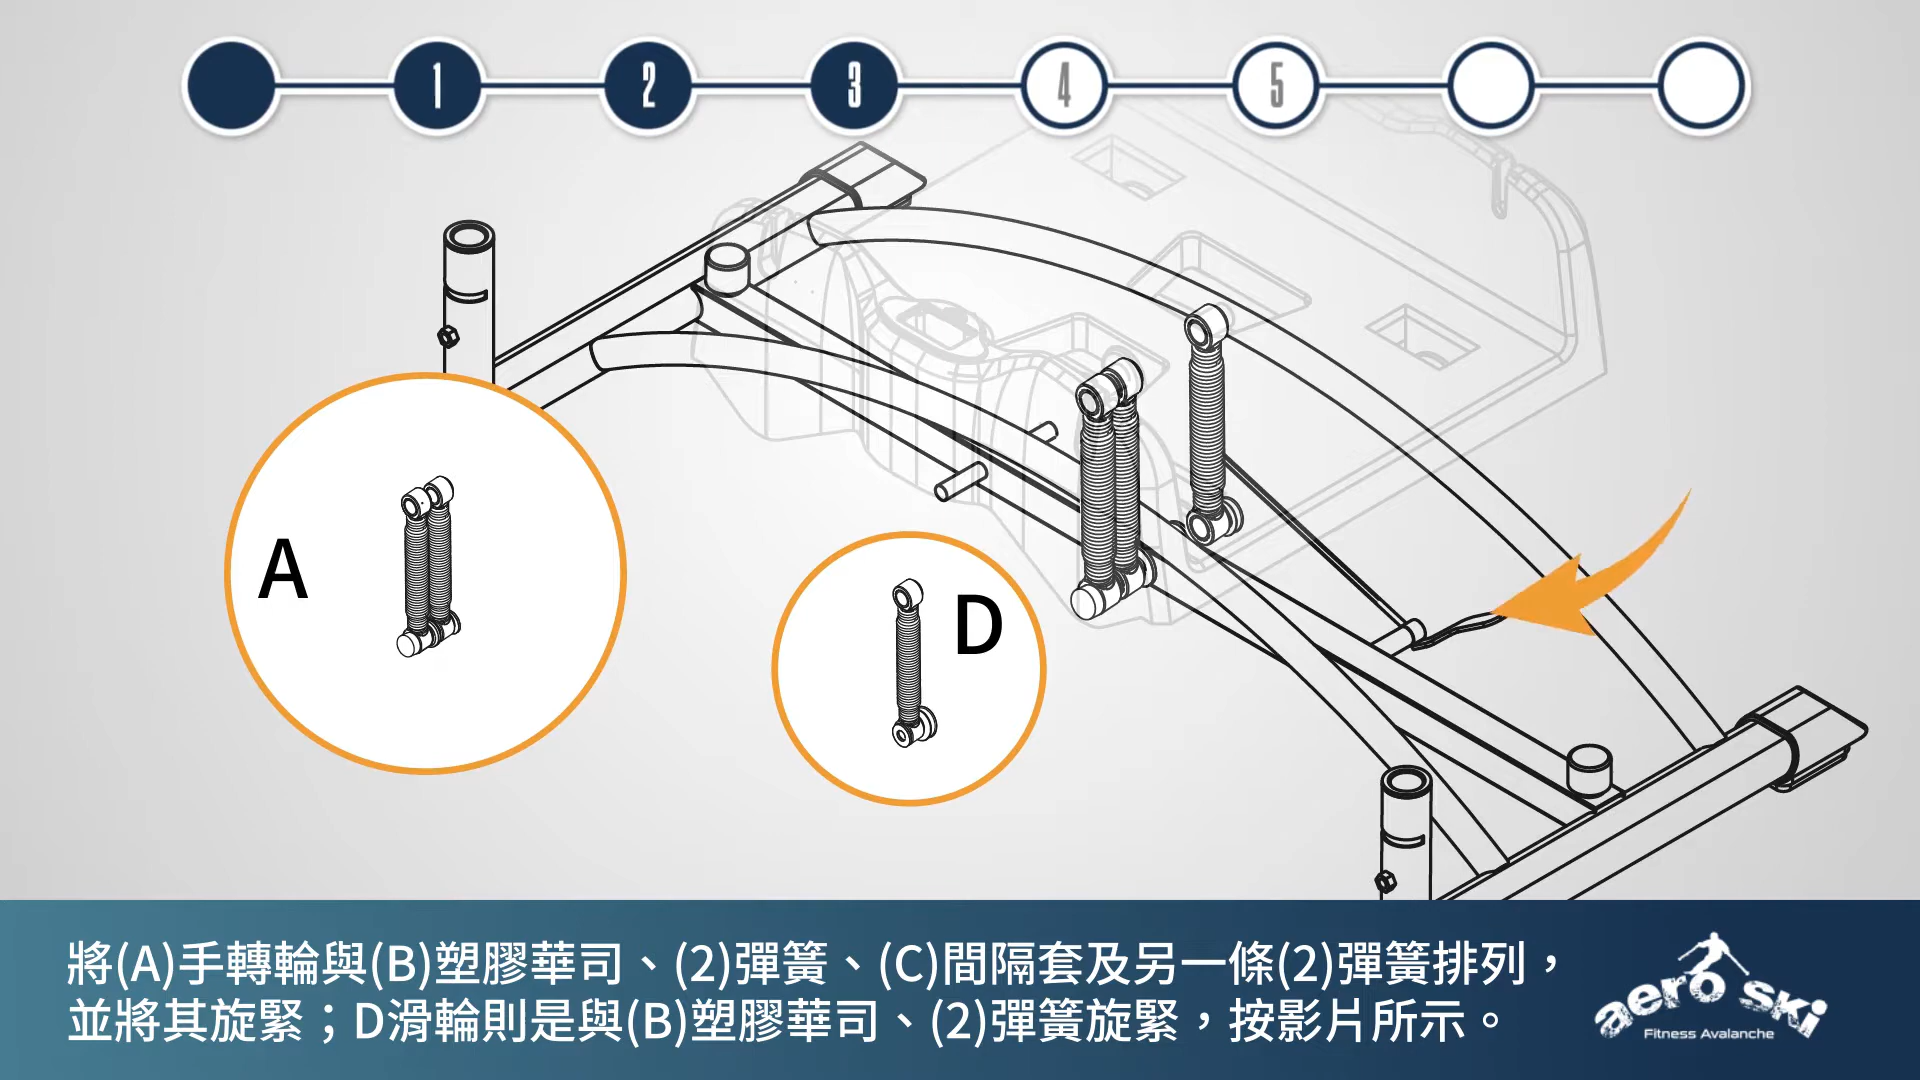 1
2
3
4
5
A
D
將(A)手轉輪與(B)塑膠華司、(2)彈簧、(C)間隔套及另一條(2)彈簧排列，
並將其旋緊；D滑輪則是與(B)塑膠華司、(2)彈簧旋緊，按影片所示。
aero ski
Fitness Avalanche